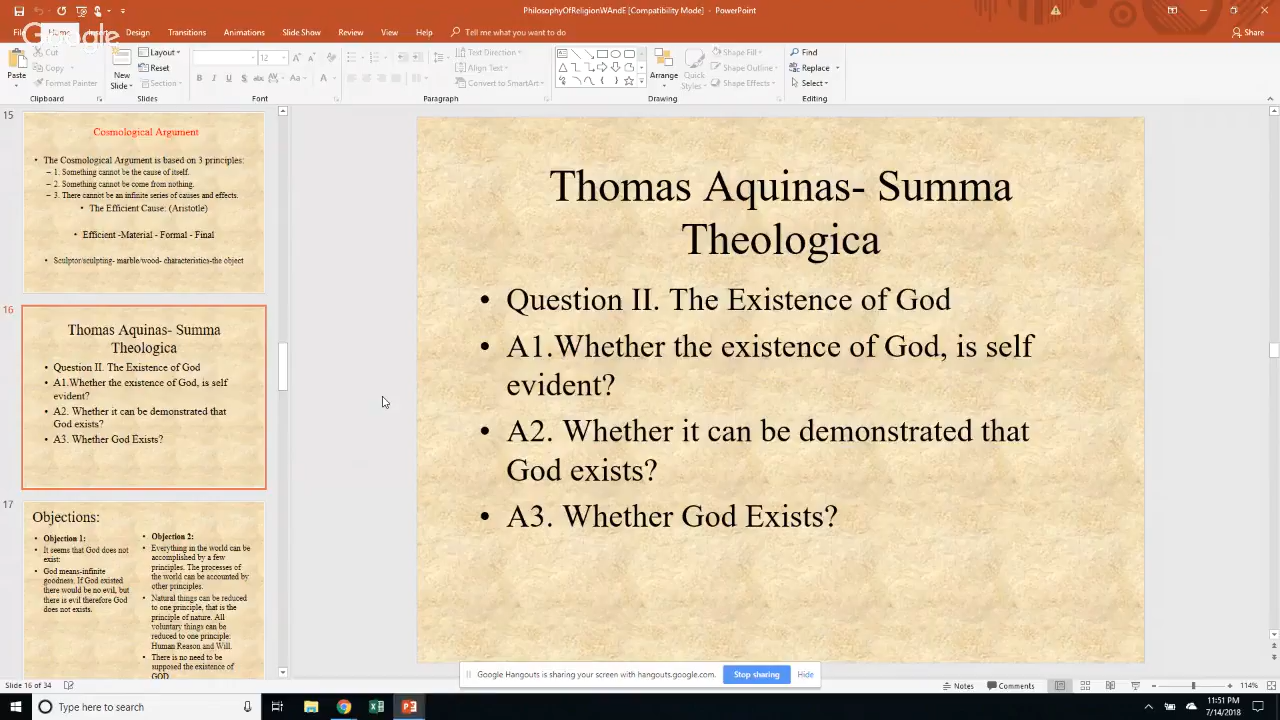 PhilosophyOfReligionWAndE [Compatibility Mode] - PowerPoint
Google
Design Transitions Animations Slide Show Review View Help Tell me what you want to do Share
Paste Cut Copy Format Painter
Clipboard
New Slide Layout Reset Section
Slides
12
Font
Text Direction Align Text Convert to SmartArt
Paragraph
Arrange Quick Styles Shape Fill Shape Outline Shape Effects
Drawing
Find Replace Select
Editing
15
Cosmological Argument
• The Cosmological Argument is based on 3 principles:
– 1. Something cannot be the cause of itself.
– 2. Something cannot be come from nothing.
– 3. There cannot be an infinite series of causes and effects.
• The Efficient Cause: (Aristotle)
• Efficient -Material - Formal - Final
• Sculptor/sculpting- marble/wood- characteristics-the object
16
Thomas Aquinas- Summa
Theologica
• Question II. The Existence of God
• A1.Whether the existence of God, is self
evident?
• A2. Whether it can be demonstrated that
God exists?
• A3. Whether God Exists?
17
Objections:
• Objection 1:
• It seems that God does not
exist:
• God means-infinite
goodness. If God existed
there would be no evil, but
there is evil therefore God
does not exists.
• Objection 2:
• Everything in the world can be
accomplished by a few
principles. The processes of
the world can be accounted by
other principles.
• Natural things can be reduced
to one principle, that is the
principle of nature. All
voluntary things can be
reduced to one principle:
Human Reason and Will.
• There is no need to be
supposed the existence of
GOD
Thomas Aquinas- Summa
Theologica
• Question II. The Existence of God
• A1.Whether the existence of God, is self
evident?
• A2. Whether it can be demonstrated that
God exists?
• A3. Whether God Exists?
Google Hangouts is sharing your screen with hangouts.google.com. Stop sharing Hide
Slide 16 of 34 Notes Comments 114%
Type here to search
11:51 PM
7/14/2018